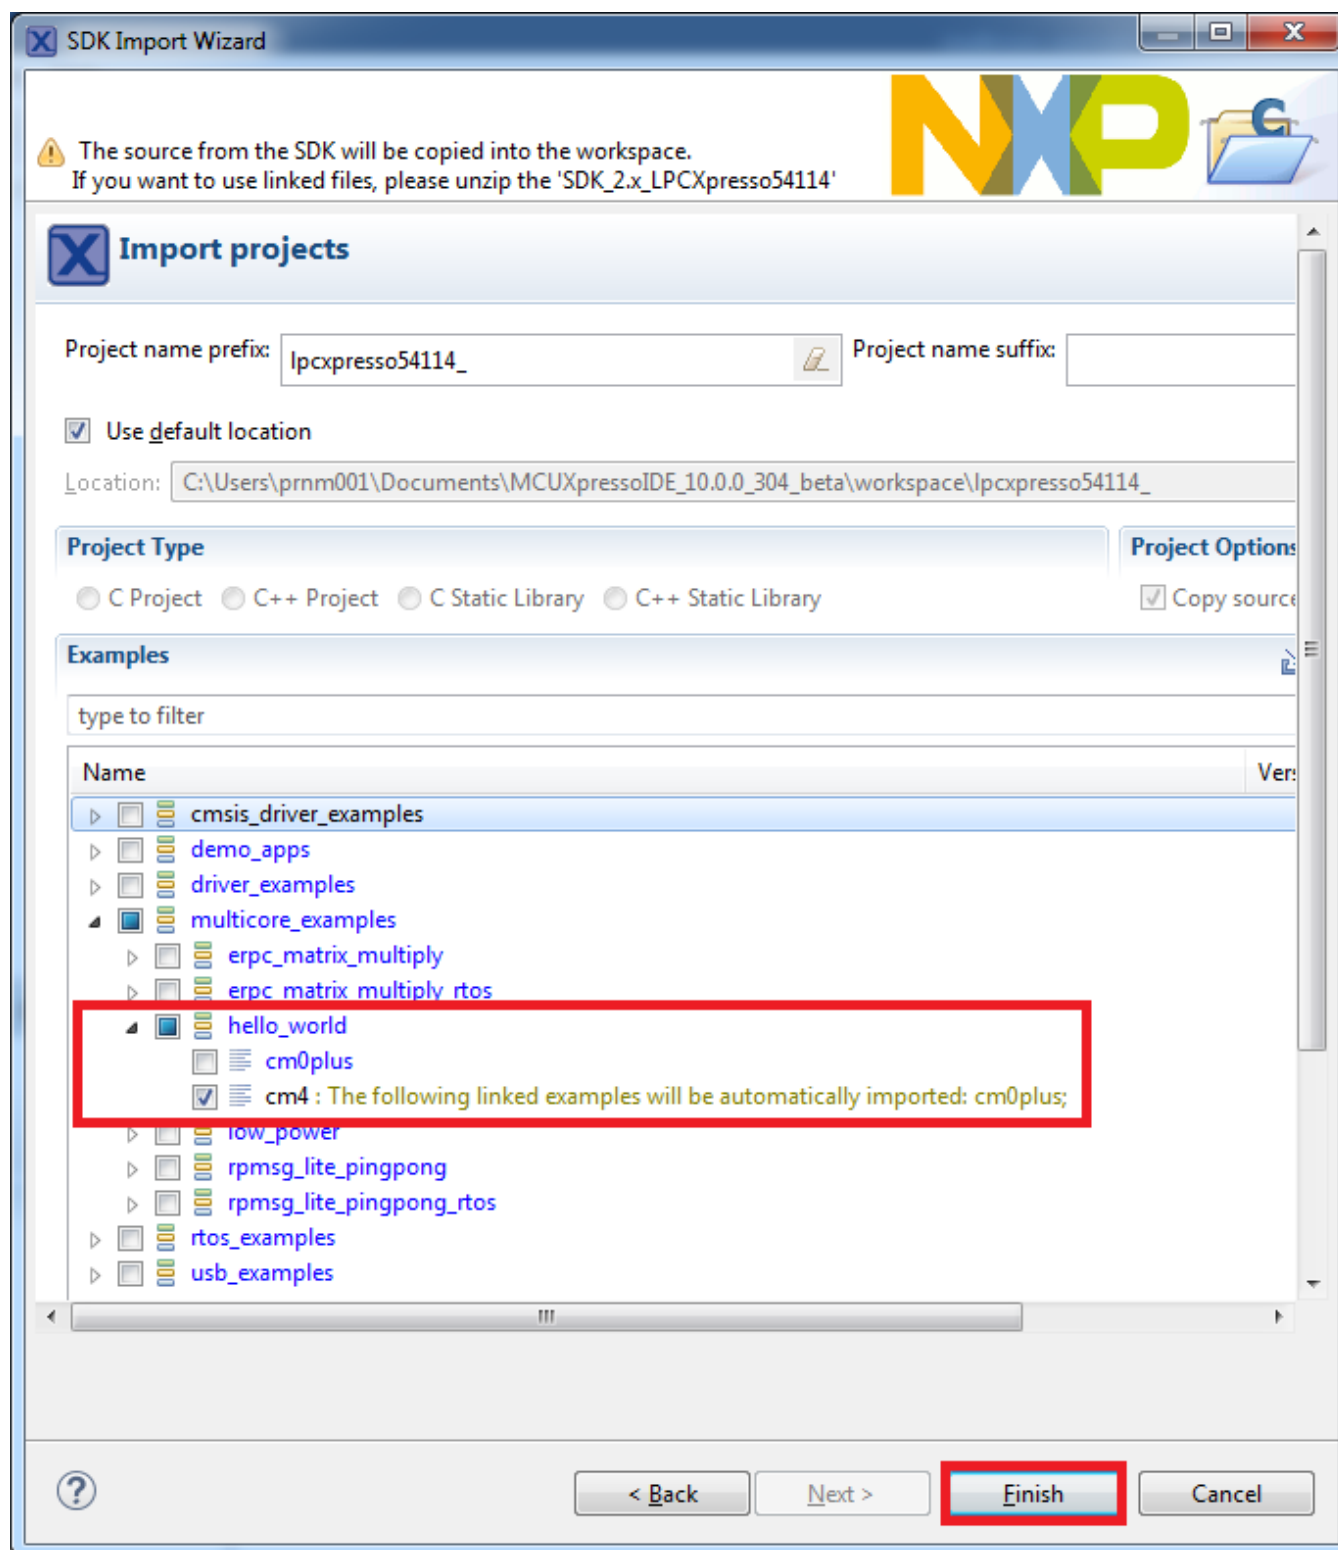 SDK Import Wizard
NXP
The source from the SDK will be copied into the workspace.
If you want to use linked files, please unzip the 'SDK_2.x_LPCXpresso54114'
Import projects
Project name prefix: lpcxpresso54114_ Project name suffix:
Use default location
Location: C:\Users\prnm001\Documents\MCUXpressoIDE_10.0.0_304_beta\workspace\lpcxpresso54114_
Project Type Project Options
C Project C++ Project C Static Library C++ Static Library Copy source
Examples
type to filter
Name Vers
cmsis_driver_examples
demo_apps
driver_examples
multicore_examples
erpc_matrix_multiply
erpc_matrix_multiply_rtos
hello_world
cm0plus
cm4 : The following linked examples will be automatically imported: cm0plus;
low_power
rpmsg_lite_pingpong
rpmsg_lite_pingpong_rtos
rtos_examples
usb_examples
< Back Next > Finish Cancel